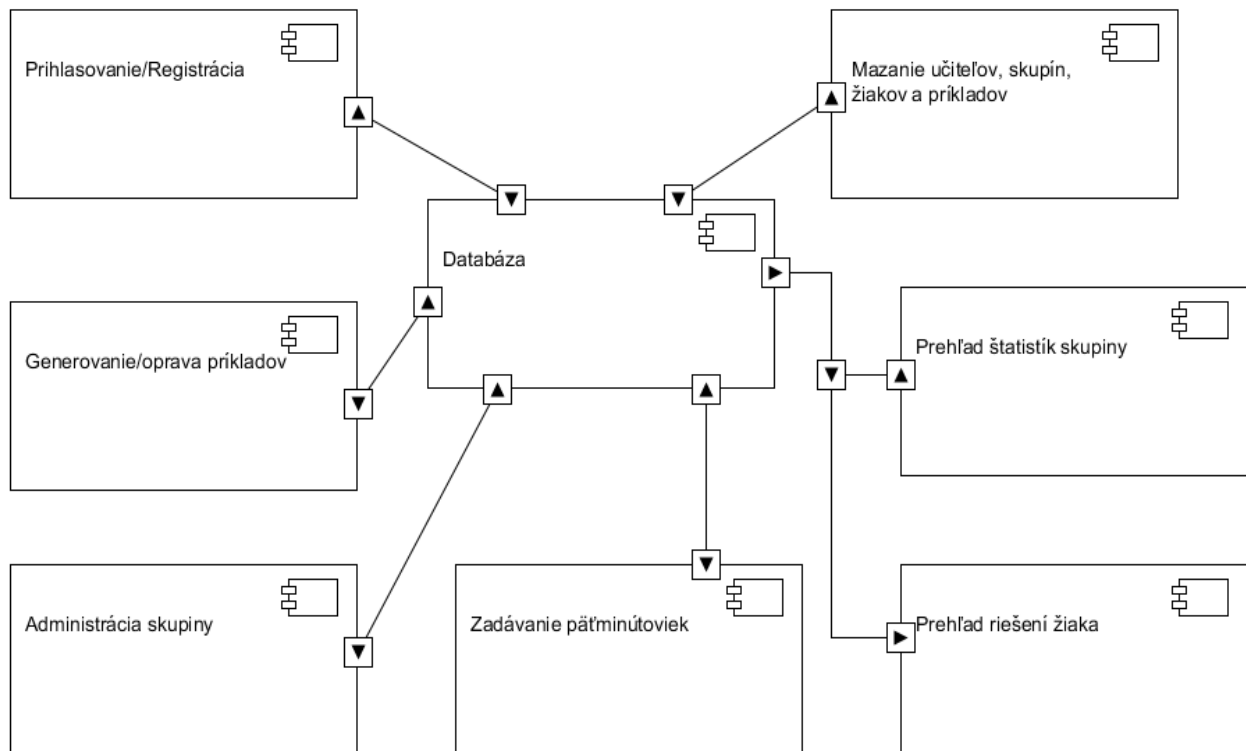 Prihlasovanie/Registrácia
Mazanie učiteľov, skupín,
žiakov a príkladov
Databáza
Generovanie/oprava príkladov
Prehľad štatistík skupiny
Administrácia skupiny
Zadávanie päťminútoviek
Prehľad riešení žiaka